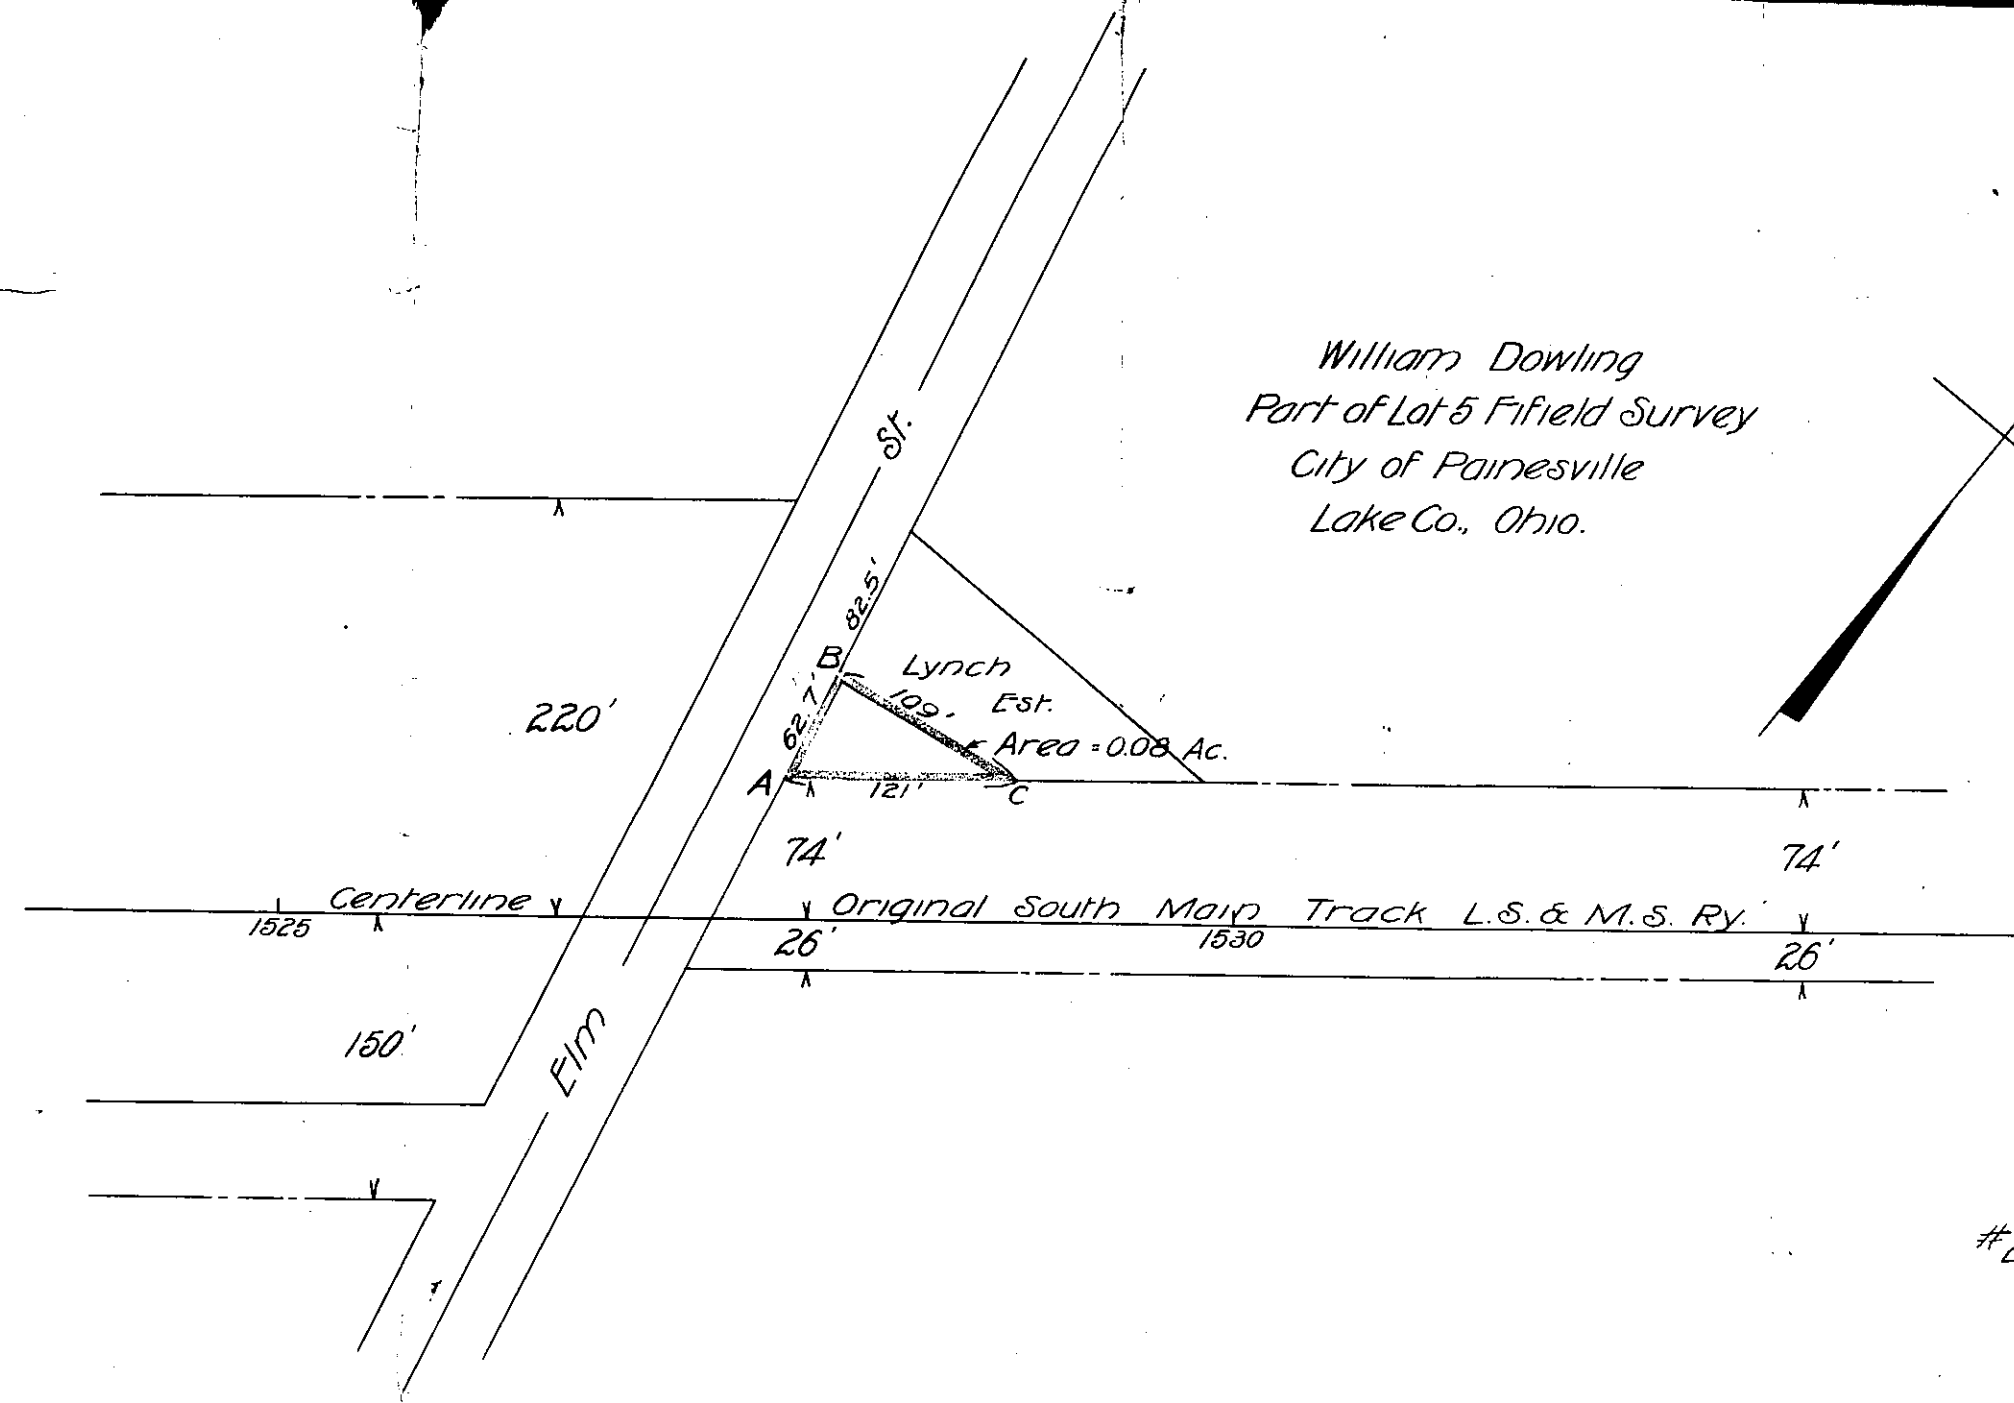 William Dowling
Part of Lot 5 Fifield Survey
City of Painesville
Lake Co., Ohio.
St.
82.5'
B
Lynch
Est.
62.7'
109'
220'
Area = 0.08 Ac.
A
121'
C
74'
74'
Centerline
Original South Main Track L.S. & M.S. Ry.
1525
1530
26'
26'
150'
Elm
#